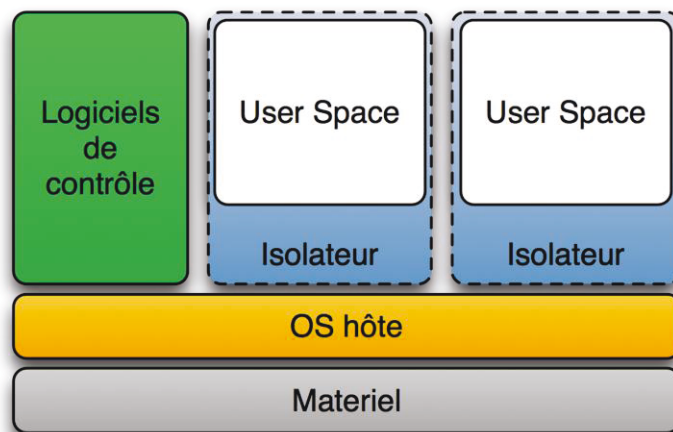 Logiciels
de
contrôle
User Space
User Space
Isolateur
Isolateur
OS hôte
Materiel